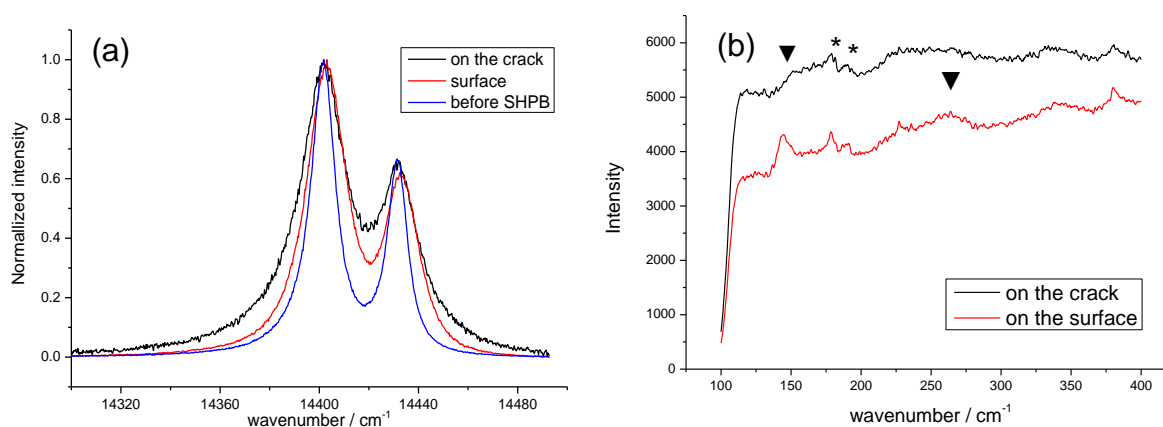 (a)
on the crack
surface
before SHPB
1.0
0.8
0.6
0.4
0.2
0.0
Normallized intensity
14320
14360
14400
14440
14480
wavenumber / cm-1
(b)
* *
on the crack
on the surface
6000
5000
4000
3000
2000
1000
0
Intensity
100
150
200
250
300
350
400
wavenumber / cm-1